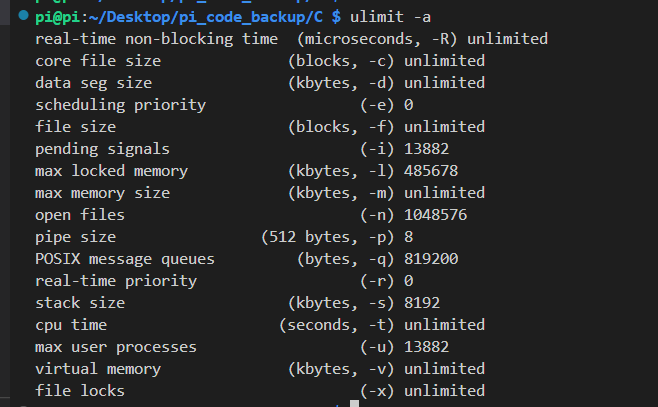 pi@pi:~/Desktop/pi_code_backup/C $ ulimit -a
real-time non-blocking time  (microseconds, -R) unlimited
core file size              (blocks, -c) unlimited
data seg size               (kbytes, -d) unlimited
scheduling priority                 (-e) 0
file size                   (blocks, -f) unlimited
pending signals                     (-i) 13882
max locked memory           (kbytes, -l) 485678
max memory size             (kbytes, -m) unlimited
open files                          (-n) 1048576
pipe size                (512 bytes, -p) 8
POSIX message queues         (bytes, -q) 819200
real-time priority                  (-r) 0
stack size                  (kbytes, -s) 8192
cpu time                   (seconds, -t) unlimited
max user processes                  (-u) 13882
virtual memory              (kbytes, -v) unlimited
file locks                          (-x) unlimited